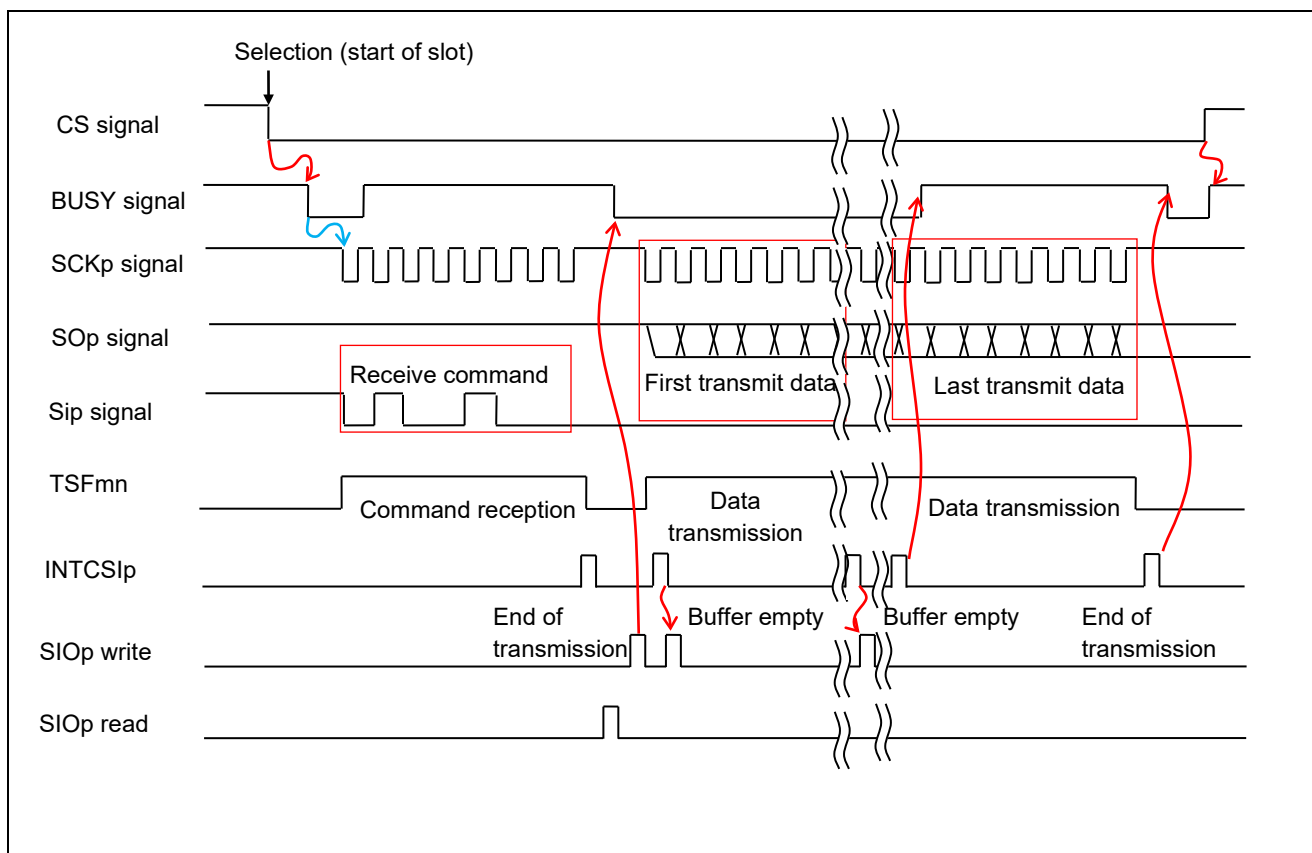 Selection (start of slot)
CS signal
BUSY signal
SCKp signal
SOp signal
Receive command
First transmit data
Last transmit data
Sip signal
TSFmn
Command reception
Data
transmission
Data transmission
INTCSIp
End of
transmission
Buffer empty
Buffer empty
End of
transmission
SIOp write
SIOp read